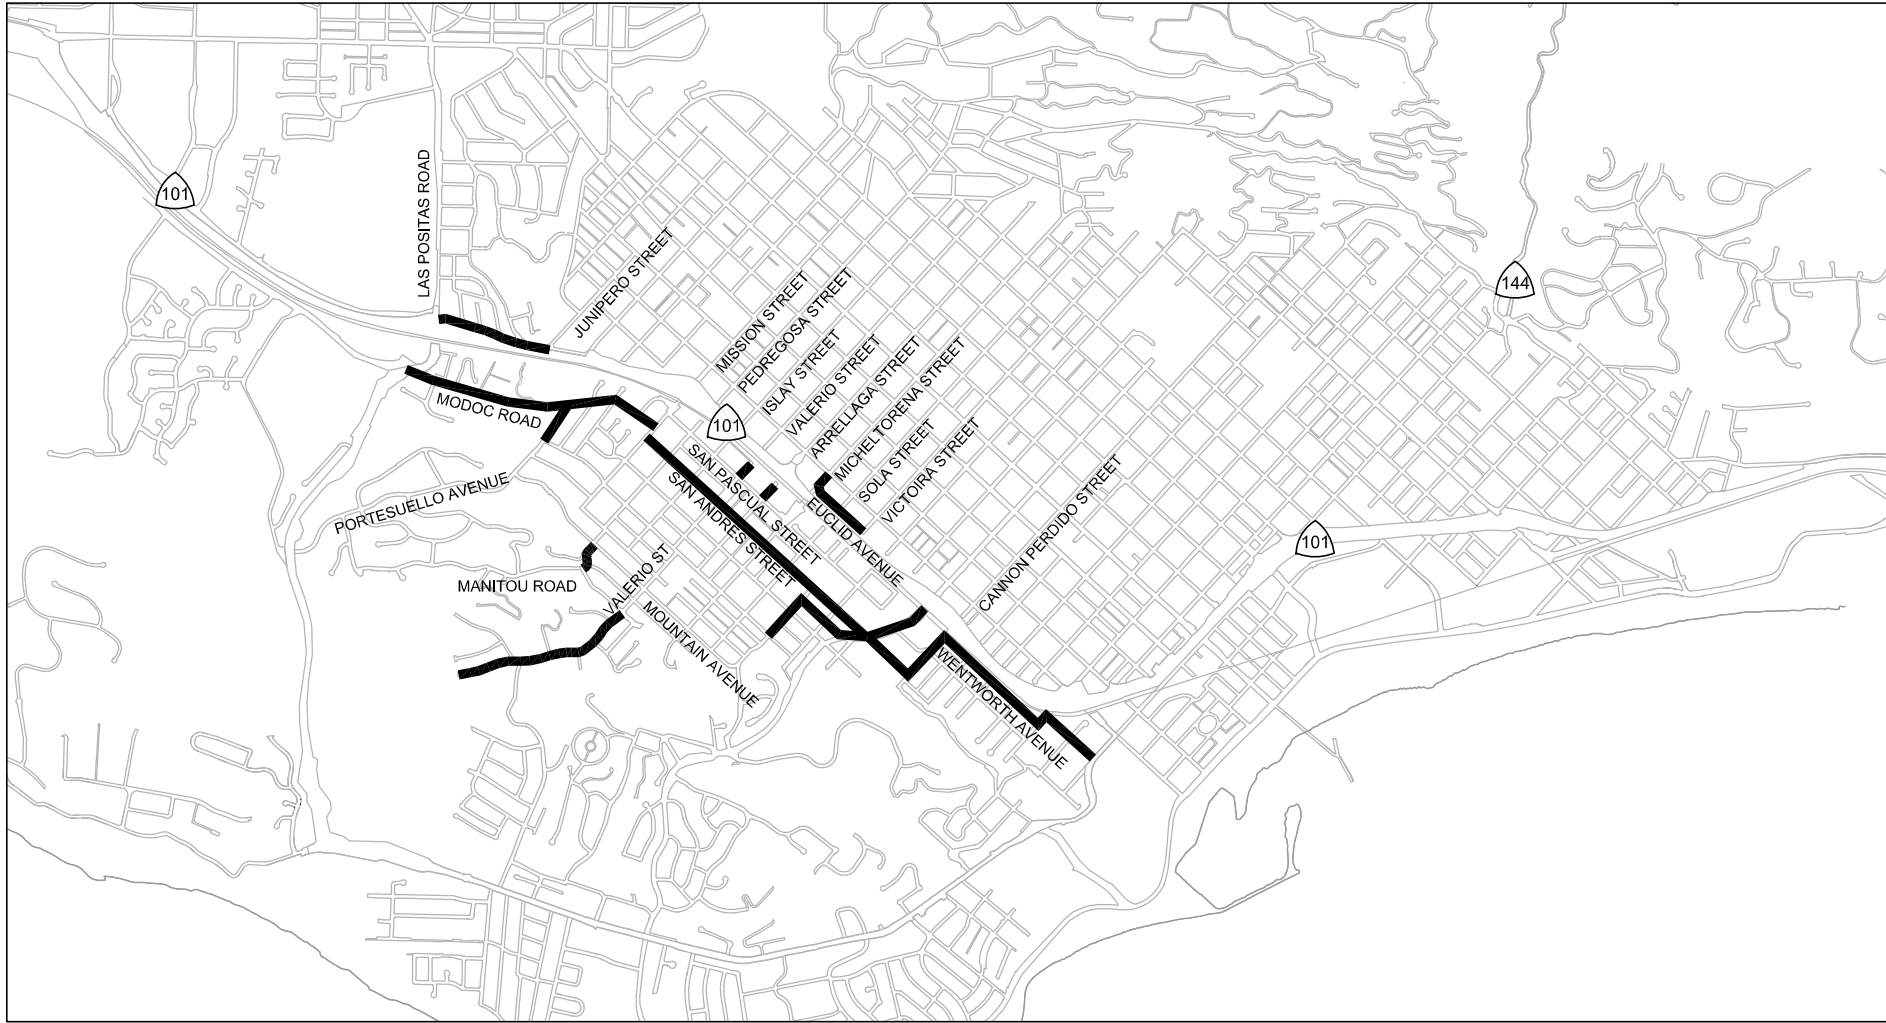 101
LAS POSITAS ROAD
JUNIPERO STREET
144
MISSION STREET
PEDREGOSA STREET
ISLAY STREET
VALERIO STREET
ARRELLAGA STREET
MICHELTORENA STREET
SOLA STREET
VICTOIRA STREET
CANNON PERDIDO STREET
101
MODOC ROAD
SAN PASCUAL STREET
SAN ANDRES STREET
EUCLID AVENUE
PORTESUELLO AVENUE
101
MANITOU ROAD
VALERIO ST
MOUNTAIN AVENUE
WENTWORTH AVENUE